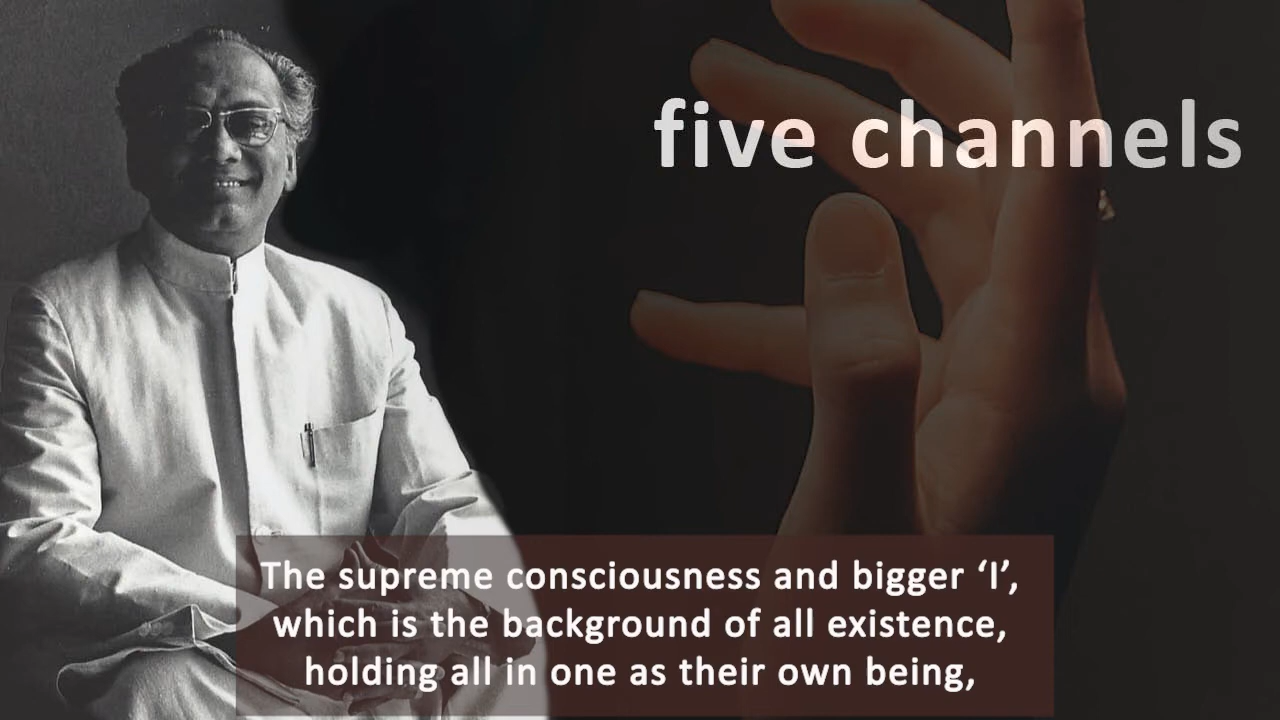 five channels
The supreme consciousness and bigger ‘I’,
which is the background of all existence,
holding all in one as their own being,